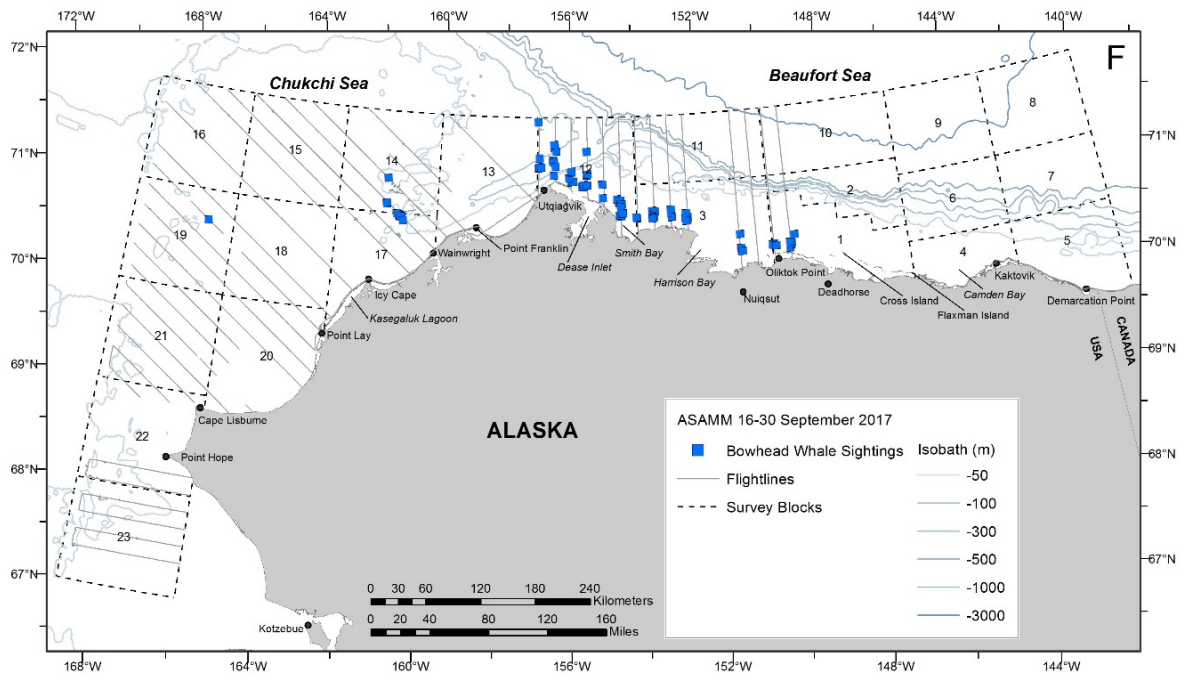 172°W 168°W 164°W 160°W 156°W 152°W 148°W 144°W 140°W
72°N
F
Chukchi Sea
Beaufort Sea
8
9
10
16
15
71°N
71°N
14
11
13
12
7
2
6
Utqiaġvik
3
19
18
17
Point Franklin
Smith Bay
1
4
5
70°N
70°N
Wainwright
Dease Inlet
Harrison Bay
Oliktok Point
Kaktovik
Icy Cape
Nuiqsut
Deadhorse
Cross Island
Camden Bay
Demarcation Point
Kasegaluk Lagoon
Flaxman Island
21
Point Lay
20
69°N
69°N
USA
CANADA
Cape Lisburne
ALASKA
22
Point Hope
68°N
68°N
23
67°N
67°N
ASAMM 16-30 September 2017
Bowhead Whale Sightings
Flightlines
Survey Blocks
Isobath (m)
-50
-100
-300
-500
-1000
-3000
0 30 60 120 180 240
Kilometers
0 20 40 80 120 160
Miles
Kotzebue
168°W 164°W 160°W 156°W 152°W 148°W 144°W